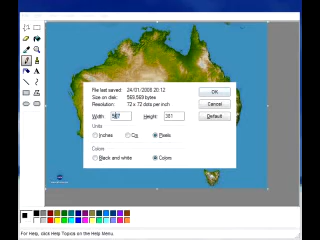 File last saved: 24/01/2008 20:12
Size on disk: 569,569 bytes
Resolution: 72 x 72 dots per inch
OK
Width: Height: 301
Cancel
Default
Units
Inches Cm Pixels
Colors
Black and white Colors
For Help, click Help Topics on the Help Menu.